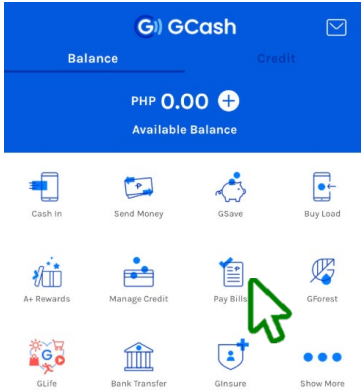 GCash
Balance Credit
PHP 0.00
Available Balance
Cash In Send Money GSave Buy Load
A+ Rewards Manage Credit Pay Bills GForest
GLife Bank Transfer GInsure Show More